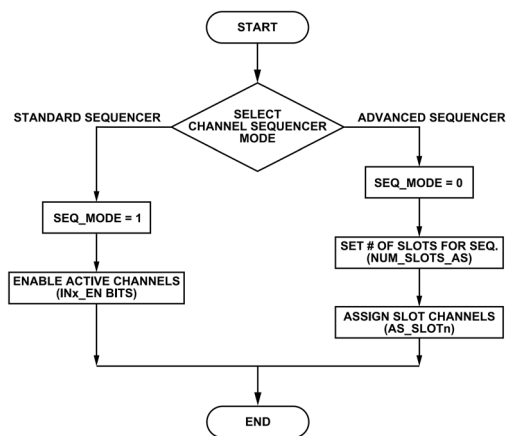 START
SELECT
CHANNEL SEQUENCER
MODE
STANDARD SEQUENCER
ADVANCED SEQUENCER
SEQ_MODE = 1
ENABLE ACTIVE CHANNELS
(INx_EN BITS)
SEQ_MODE = 0
SET # OF SLOTS FOR SEQ.
(NUM_SLOTS_AS)
ASSIGN SLOT CHANNELS
(AS_SLOTn)
END